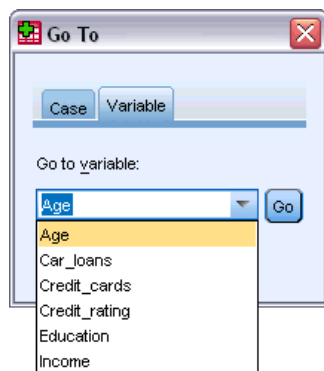 Go To
Case Variable
Go to variable:
Age Go
Age
Car_loans
Credit_cards
Credit_rating
Education
Income